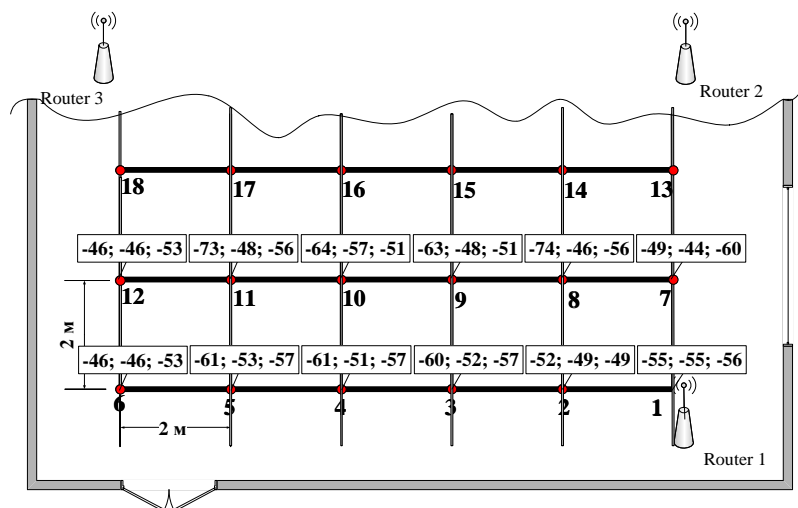 Router 3
Router 2
18 17 16 15 14 13
-46; -46; -53 -73; -48; -56 -64; -57; -51 -63; -48; -51 -74; -46; -56 -49; -44; -60
12 11 10 9 8 7
2 м
-46; -46; -53 -61; -53; -57 -61; -51; -57 -60; -52; -57 -52; -49; -49 -55; -55; -56
6 5 4 3 2 1
2 м
Router 1